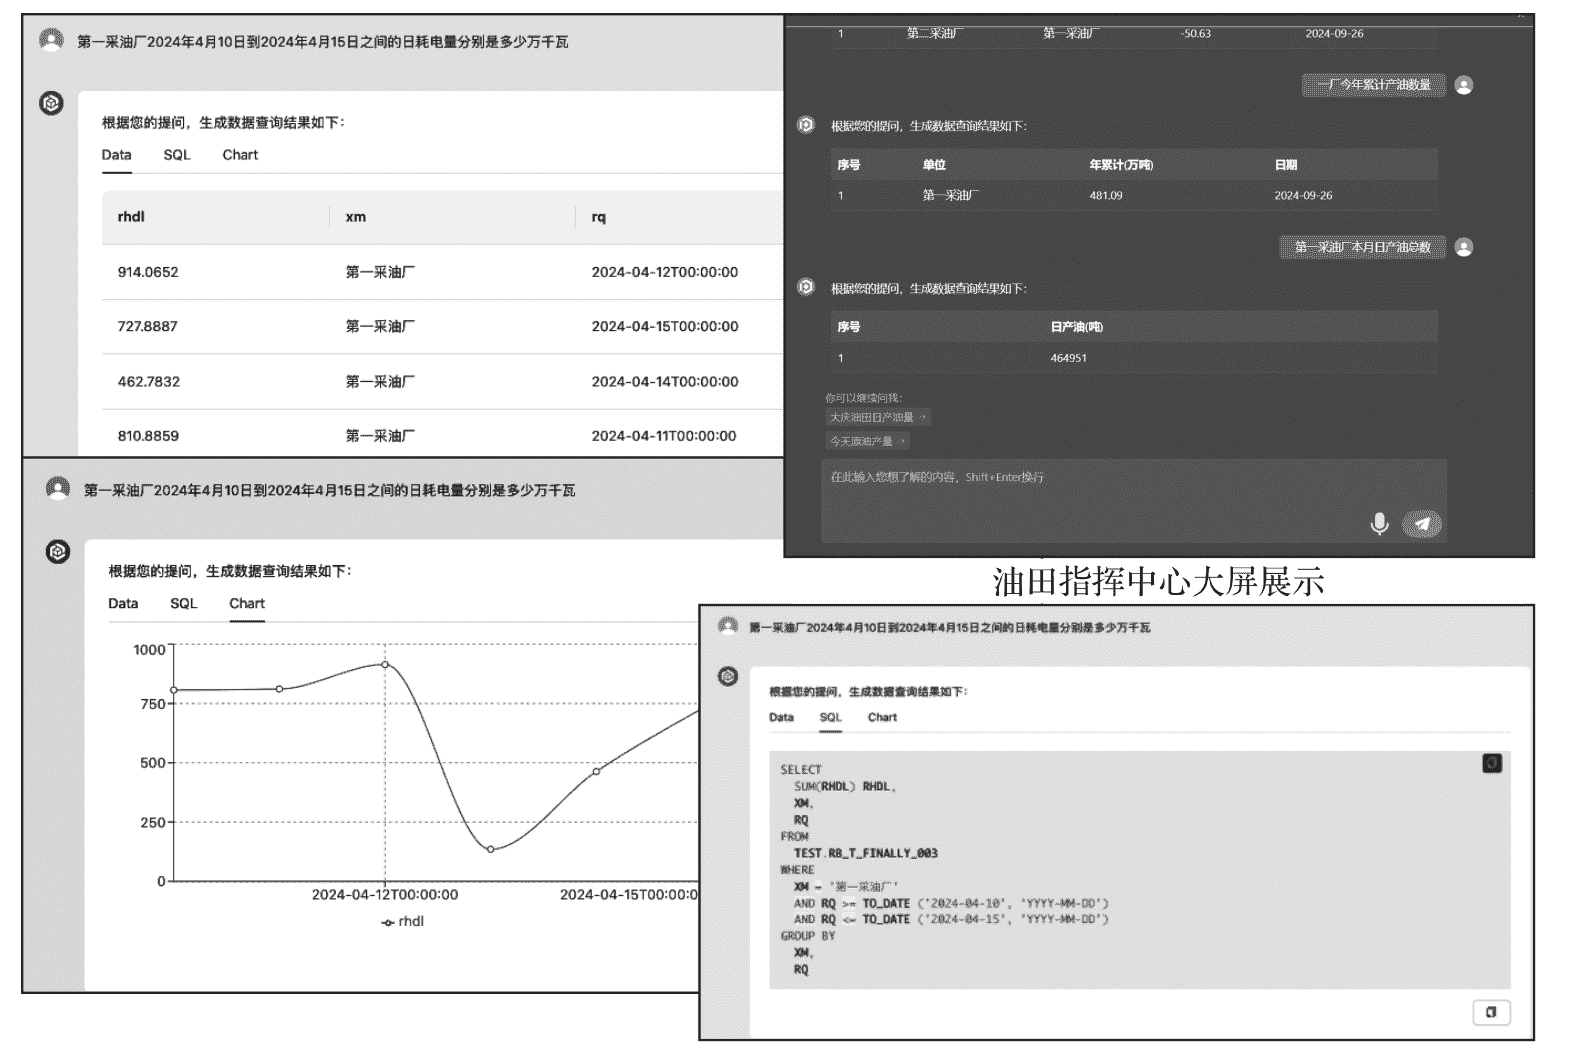 第一采油厂2024年4月10日到2024年4月15日之间的日耗电量分别是多少万千瓦
根据您的提问，生成数据查询结果如下：
Data SQL Chart
rhdl xm rq
914.0652 第一采油厂 2024-04-12T00:00:00
727.8887 第一采油厂 2024-04-15T00:00:00
462.7832 第一采油厂 2024-04-14T00:00:00
810.8859 第一采油厂 2024-04-11T00:00:00
1 第二采油厂 第一采油厂 -50.63 2024-09-26
一厂今年累计产油数量
根据您的提问，生成数据查询结果如下：
序号 单位 年累计(万吨) 日期
1 第一采油厂 481.09 2024-09-26
第一采油厂本月日产油总数
根据您的提问，生成数据查询结果如下：
序号 日产油(吨)
1 464951
你可以继续问我：
大庆油田日产油量 →
今天原油产量 →
在此输入您想了解的内容，Shift+Enter换行
油田指挥中心大屏展示
第一采油厂2024年4月10日到2024年4月15日之间的日耗电量分别是多少万千瓦
根据您的提问，生成数据查询结果如下：
Data SQL Chart
1000
750
500
250
0
2024-04-12T00:00:00 2024-04-15T00:00:0
rhdl
第一采油厂2024年4月10日到2024年4月15日之间的日耗电量分别是多少万千瓦
根据您的提问，生成数据查询结果如下：
Data SQL Chart
SELECT
SUM(RHDL) RHDL,
XM,
RQ
FROM
TEST.RB_T_FINALLY_003
WHERE
XM = '第一采油厂'
AND RQ >= TO_DATE ('2024-04-10', 'YYYY-MM-DD')
AND RQ <= TO_DATE ('2024-04-15', 'YYYY-MM-DD')
GROUP BY
XM,
RQ